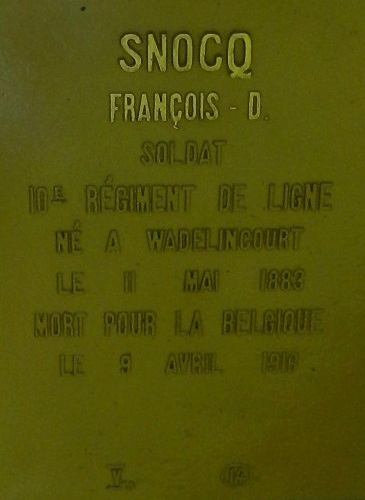 SNOCQ
FRANÇOIS - D.
SOLDAT
10E RÉGIMENT DE LIGNE
NÉ A WADELINCOURT
LE 11 MAI 1883
MORT POUR LA BELGIQUE
LE 9 AVRIL 1918
V